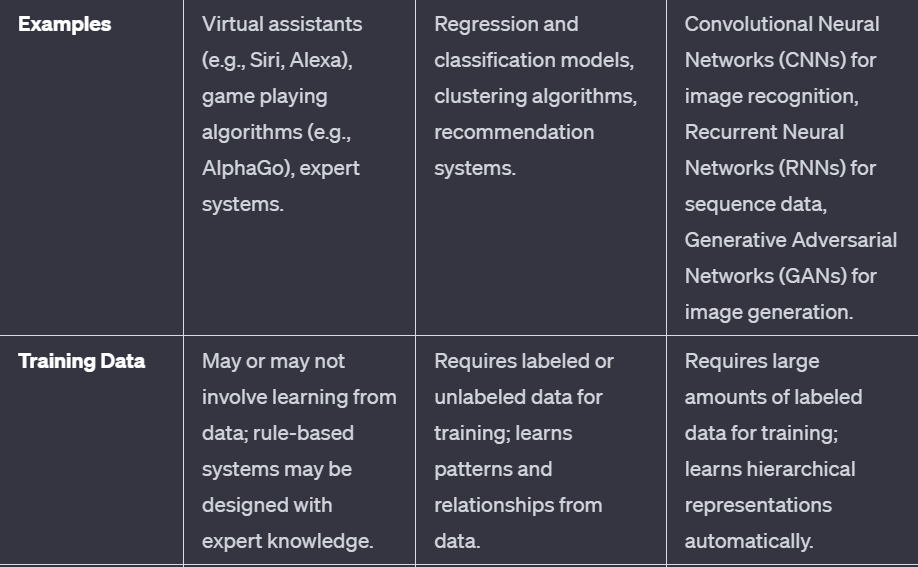 Examples
Virtual assistants
(e.g., Siri, Alexa),
game playing
algorithms (e.g.,
AlphaGo), expert
systems.
Regression and
classification models,
clustering algorithms,
recommendation
systems.
Convolutional Neural
Networks (CNNs) for
image recognition,
Recurrent Neural
Networks (RNNs) for
sequence data,
Generative Adversarial
Networks (GANs) for
image generation.
Training Data
May or may not
involve learning from
data; rule-based
systems may be
designed with
expert knowledge.
Requires labeled or
unlabeled data for
training; learns
patterns and
relationships from
data.
Requires large
amounts of labeled
data for training;
learns hierarchical
representations
automatically.